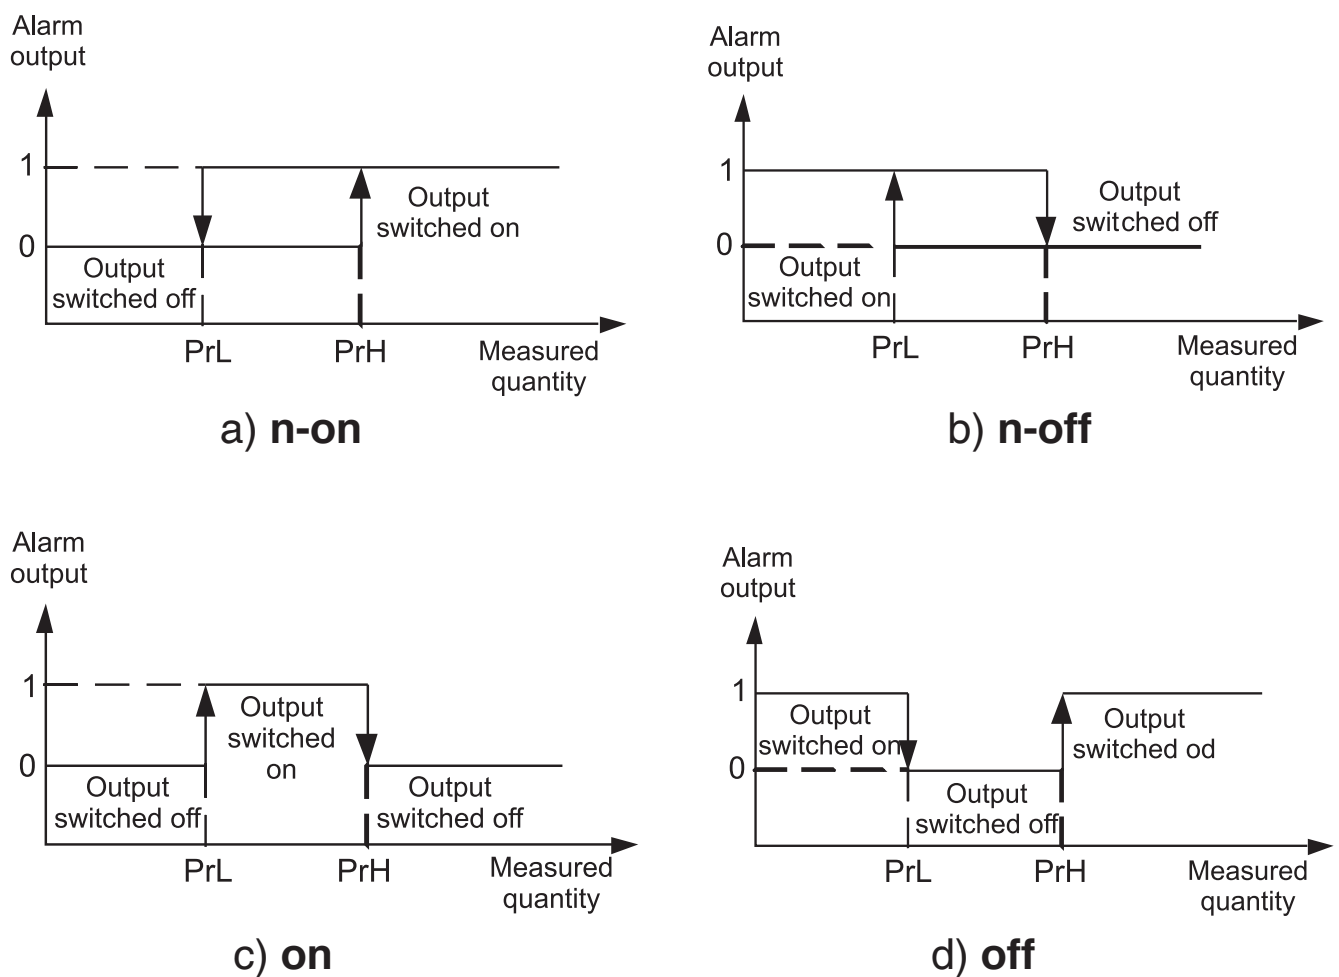 Alarm
output
1
0
Output
switched on
Output
switched off
PrL
PrH
Measured
quantity
a) n-on
Alarm
output
1
0
Output
switched off
Output
switched on
PrL
PrH
Measured
quantity
b) n-off
Alarm
output
1
0
Output
switched
on
Output
switched off
Output
switched off
PrL
PrH
Measured
quantity
c) on
Alarm
output
1
0
Output
switched on
Output
switched od
Output
switched off
PrL
PrH
Measured
quantity
d) off